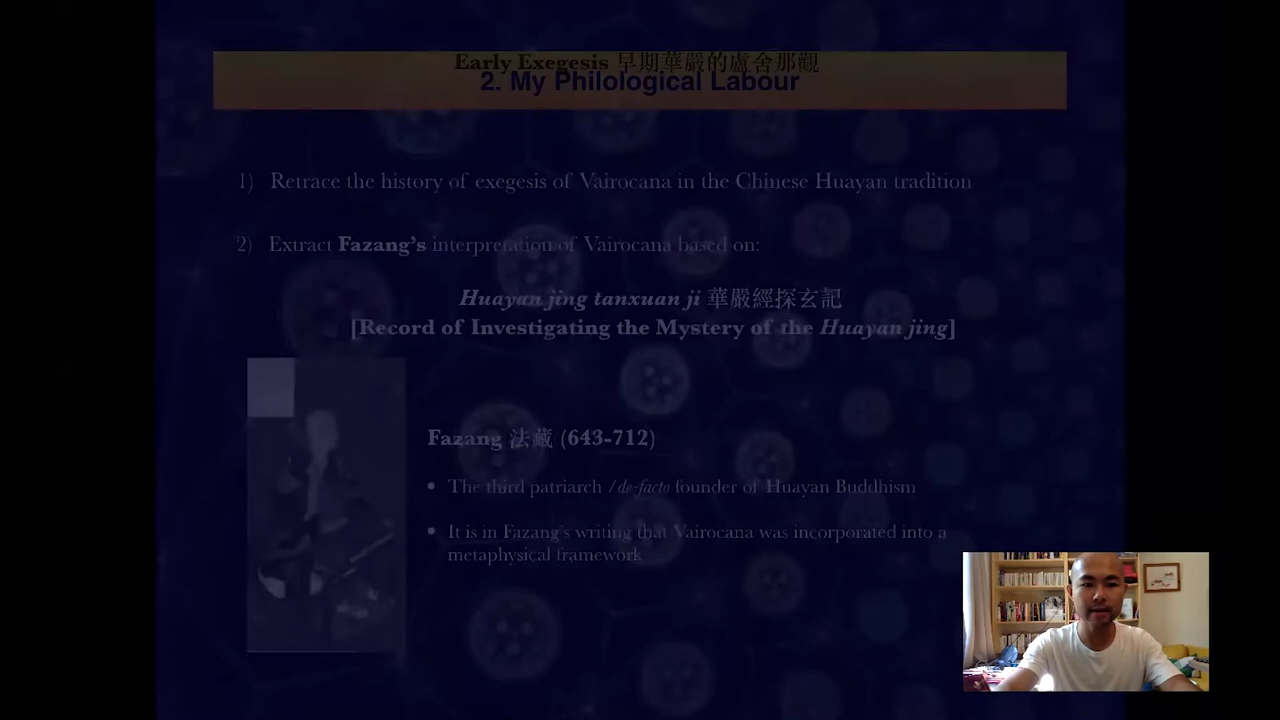 Early Exegesis 早期華嚴的盧舍那觀
2. My Philological Labour
1) Retrace the history of exegesis of Vairocana in the Chinese Huayan tradition
2) Extract Fazang's interpretation of Vairocana based on:
Huayan jing tanxuan ji 華嚴經探玄記
[Record of Investigating the Mystery of the Huayan jing]
Fazang 法藏 (643-712)
• The third patriarch /de-facto founder of Huayan Buddhism
• It is in Fazang's writing that Vairocana was incorporated into a
metaphysical framework